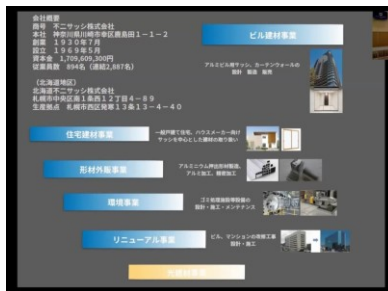 会社概要
商号 不二サッシ株式会社
本社 神奈川県川崎市幸区鹿島田1－1－2
創業 1930年7月
設立 1969年5月
資本金 1,709,609,300円
従業員数 894名（連結2,887名）
（北海道地区）
北海道不二サッシ株式会社
札幌市中央区南1条西12丁目4－89
生産拠点 札幌市西区発寒13条13－4－40
ビル建材事業
アルミビル用サッシ、カーテンウォールの
設計 製造 販売
住宅建材事業
一般戸建て住宅、ハウスメーカー向け
サッシを中心とした建材の取り扱い
形材外販事業
アルミニウム押出形材製造、
アルミ加工、精密加工
環境事業
ゴミ処理施設等設備の
設計・施工・メンテナンス
リニューアル事業
ビル、マンションの改修工事
設計・施工